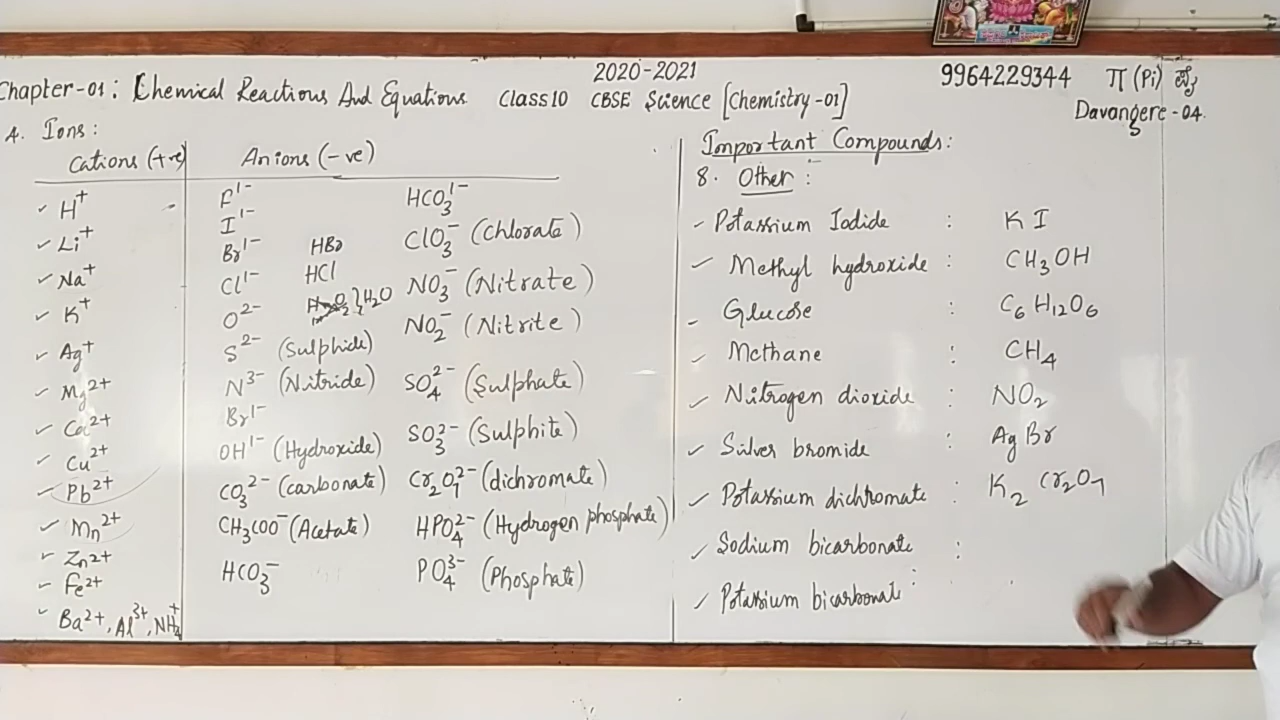 2020-2021
Chapter-01: Chemical Reactions And Equations Class10 CBSE Science [Chemistry-01]
9964229344 π (Pi)
Davangere -04.
4. Ions:
Cations (+ve) Anions (-ve)
H⁺
Li⁺
Na⁺
K⁺
Ag⁺
Mg²⁺
Ca²⁺
Cu²⁺
Pb²⁺
Mn²⁺
Zn²⁺
Fe²⁺
Ba²⁺, Al³⁺, NH₄⁺
F¹⁻
I¹⁻
Br¹⁻ HBr
Cl¹⁻ HCl
O²⁻ } H₂O
S²⁻ (Sulphide)
N³⁻ (Nitride)
Br¹⁻
OH¹⁻ (Hydroxide)
CO₃²⁻ (carbonate)
CH₃COO⁻ (Acetate)
HCO₃⁻
HCO₃¹⁻
ClO₃⁻ (Chlorate)
NO₃⁻ (Nitrate)
NO₂⁻ (Nitrite)
SO₄²⁻ (Sulphate)
SO₃²⁻ (Sulphite)
Cr₂O₇²⁻ (dichromate)
HPO₄²⁻ (Hydrogen phosphate)
PO₄³⁻ (Phosphate)
Important Compounds:
8. Other:
Potassium Iodide : KI
Methyl hydroxide : CH₃OH
Glucose : C₆H₁₂O₆
Methane : CH₄
Nitrogen dioxide : NO₂
Silver bromide : AgBr
Potassium dichromate : K₂Cr₂O₇
Sodium bicarbonate :
Potassium bicarbonate :